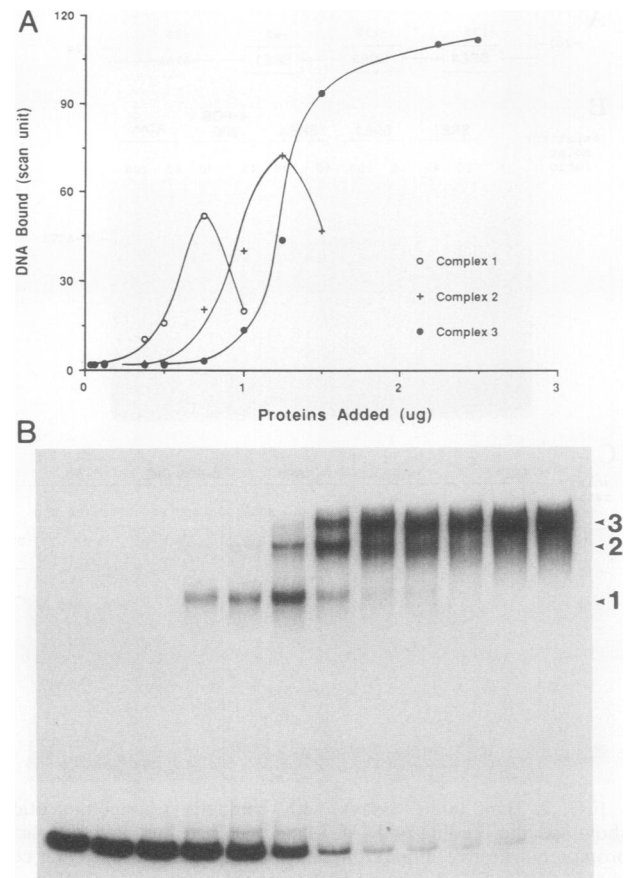 A
120
90
60
30
0
DNA Bound (scan unit)
Complex 1
Complex 2
Complex 3
0 1 2 3
Proteins Added (ug)
B
3
2
1